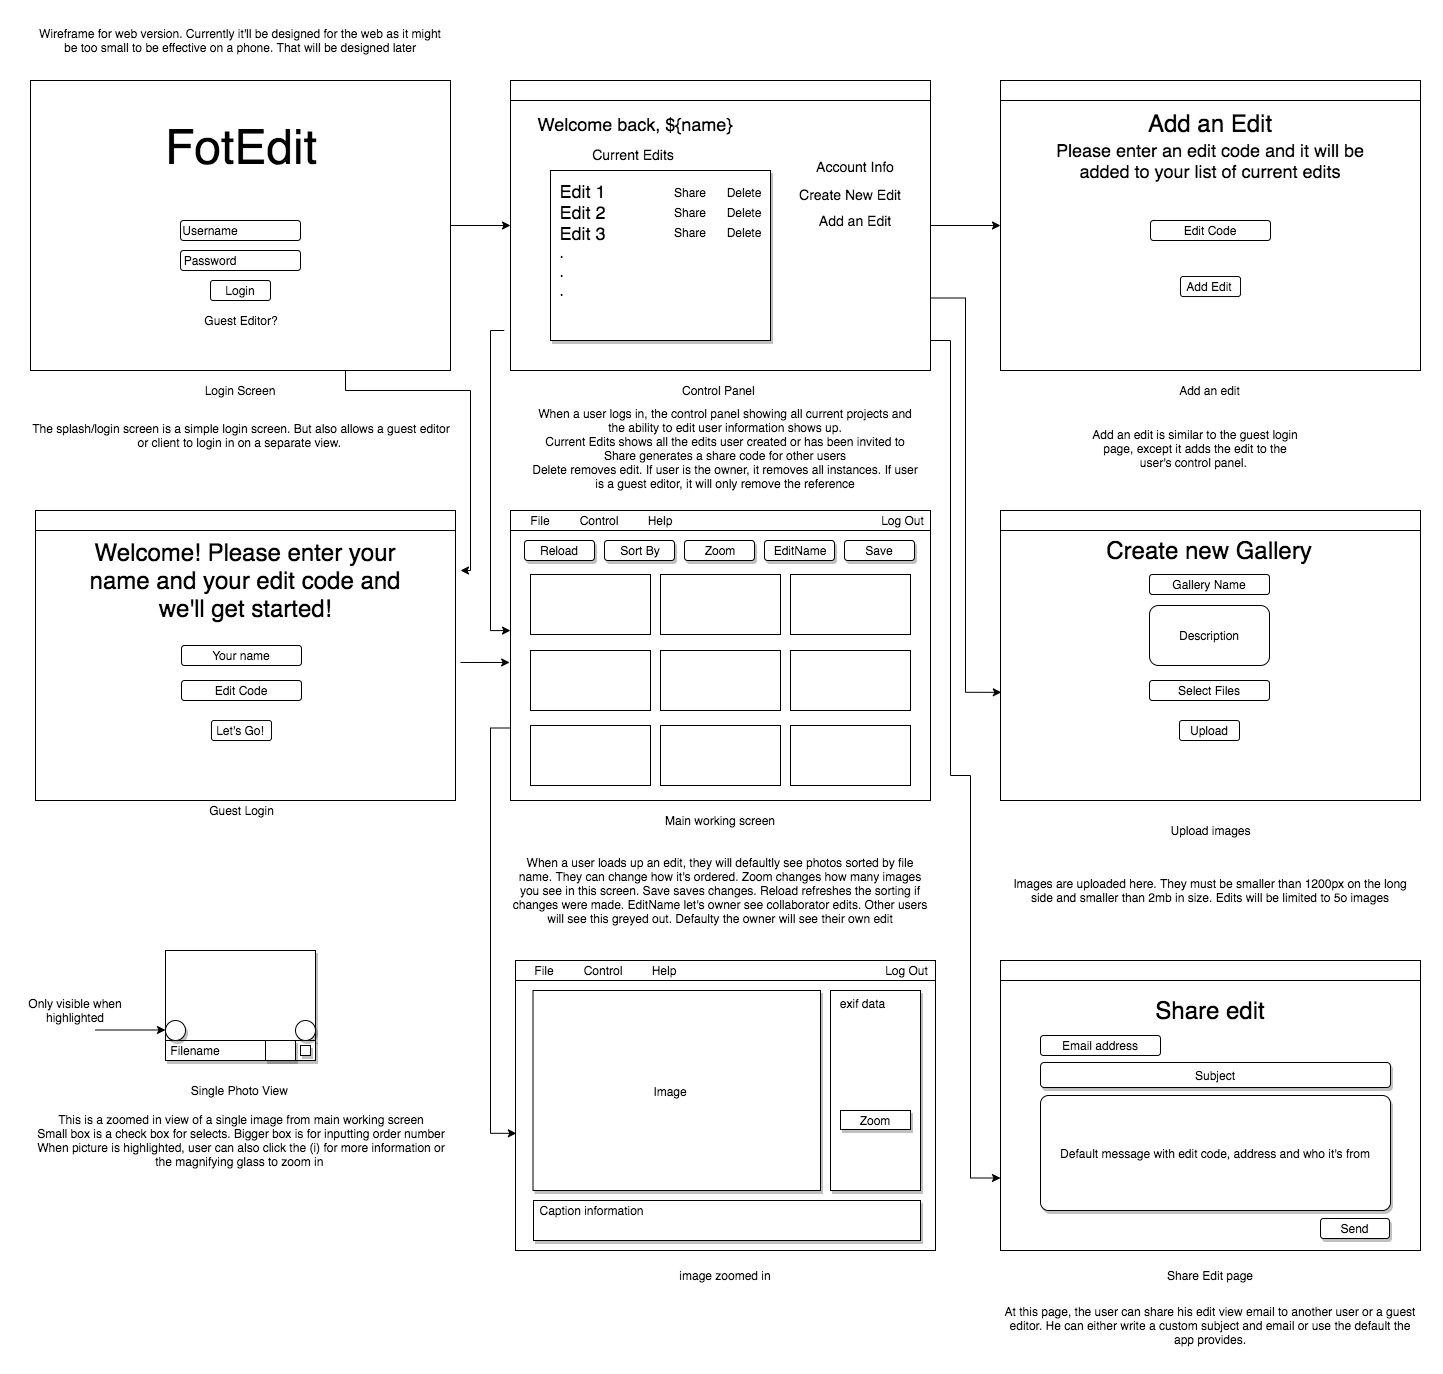 Wireframe for web version. Currently it'll be designed for the web as it might
be too small to be effective on a phone. That will be designed later
FotEdit
Username
Password
Login
Guest Editor?
Login Screen
The splash/login screen is a simple login screen. But also allows a guest editor
or client to login in on a separate view.
Welcome back, ${name}
Current Edits
Edit 1 Share Delete
Edit 2 Share Delete
Edit 3 Share Delete
.
.
.
Account Info
Create New Edit
Add an Edit
Control Panel
When a user logs in, the control panel showing all current projects and
the ability to edit user information shows up.
Current Edits shows all the edits user created or has been invited to
Share generates a share code for other users
Delete removes edit. If user is the owner, it removes all instances. If user
is a guest editor, it will only remove the reference
Add an Edit
Please enter an edit code and it will be
added to your list of current edits
Edit Code
Add Edit
Add an edit
Add an edit is similar to the guest login
page, except it adds the edit to the
user's control panel.
Welcome! Please enter your
name and your edit code and
we'll get started!
Your name
Edit Code
Let's Go!
Guest Login
File Control Help Log Out
Reload Sort By Zoom EditName Save
Main working screen
When a user loads up an edit, they will defaultly see photos sorted by file
name. They can change how it's ordered. Zoom changes how many images
you see in this screen. Save saves changes. Reload refreshes the sorting if
changes were made. EditName let's owner see collaborator edits. Other users
will see this greyed out. Defaulty the owner will see their own edit
Create new Gallery
Gallery Name
Description
Select Files
Upload
Upload images
Images are uploaded here. They must be smaller than 1200px on the long
side and smaller than 2mb in size. Edits will be limited to 5o images
Only visible when
highlighted
Filename
Single Photo View
This is a zoomed in view of a single image from main working screen
Small box is a check box for selects. Bigger box is for inputting order number
When picture is highlighted, user can also click the (i) for more information or
the magnifying glass to zoom in
File Control Help Log Out
Image
exif data
Zoom
Caption information
image zoomed in
Share edit
Email address
Subject
Default message with edit code, address and who it's from
Send
Share Edit page
At this page, the user can share his edit view email to another user or a guest
editor. He can either write a custom subject and email or use the default the
app provides.